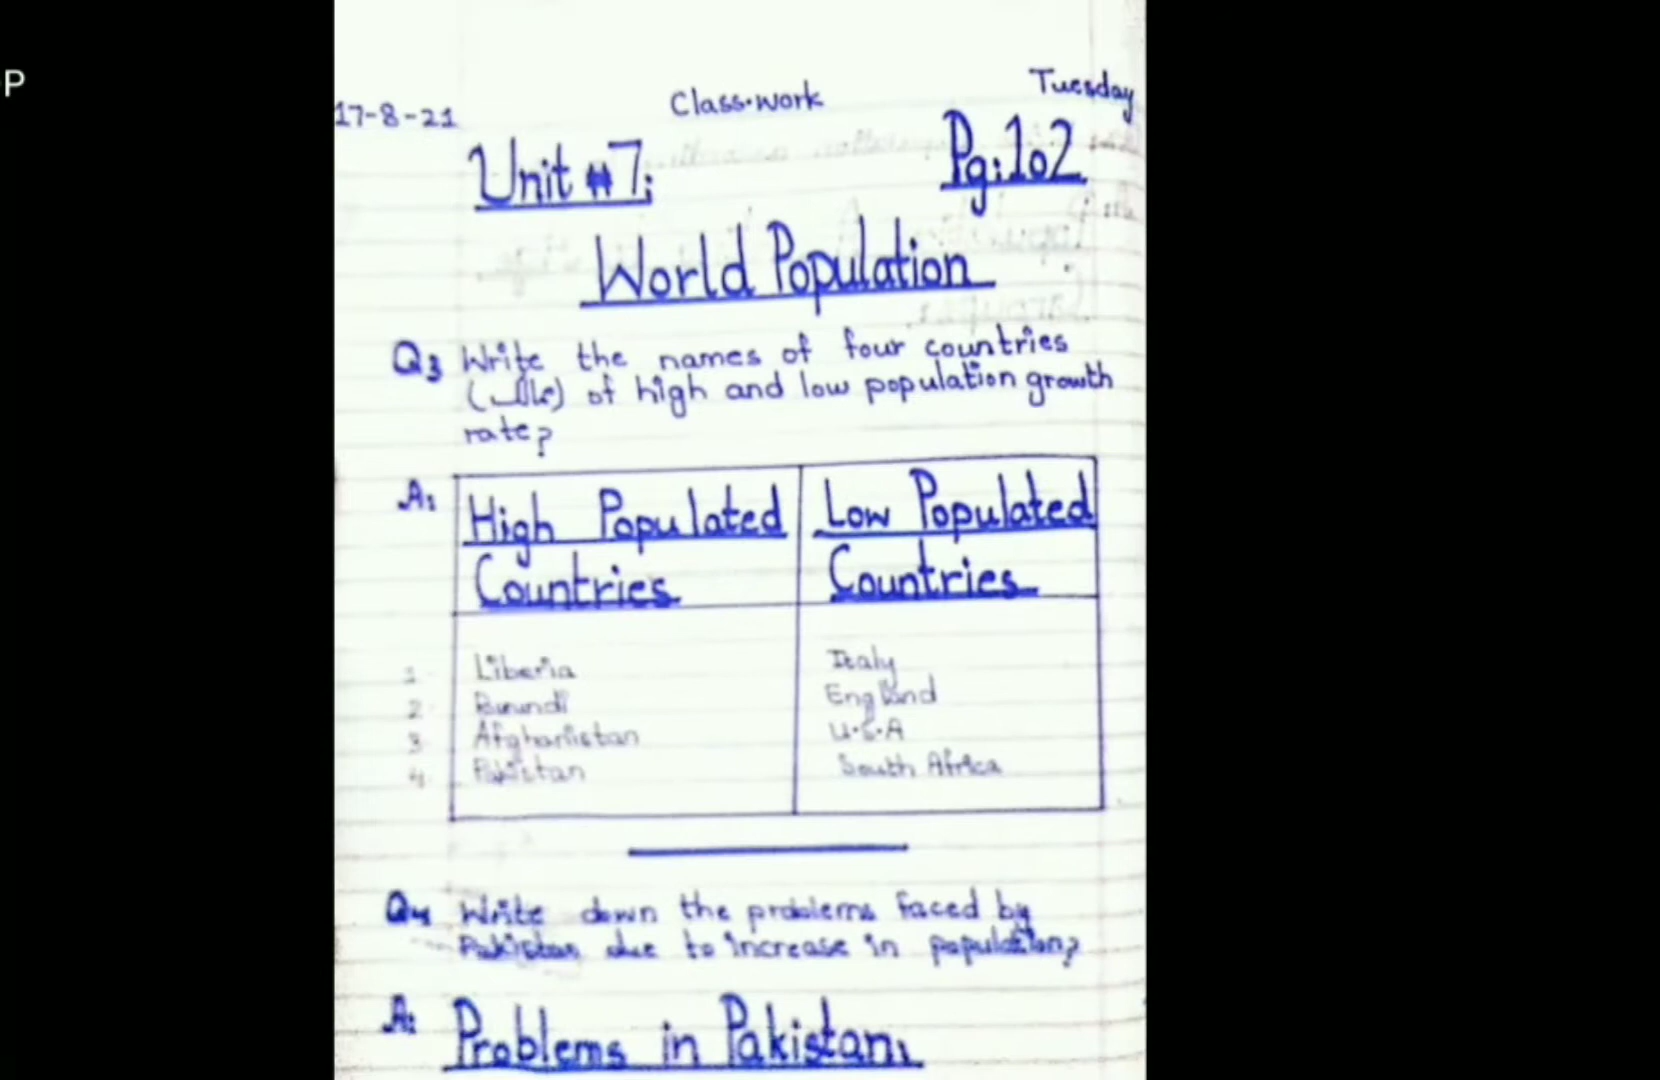 P
17-8-21 Class work Tuesday
Unit #7: Pg:102
World Population
Q3 Write the names of four countries
(ممالک) of high and low population growth
rate?
A: High Populated Low Populated
Countries Countries
1 Liberia Italy
2 Burundi England
3 Afghanistan U.S.A
4 Pakistan South Africa
Q4 Write down the problems faced by
Pakistan due to increase in population?
A: Problems in Pakistan: